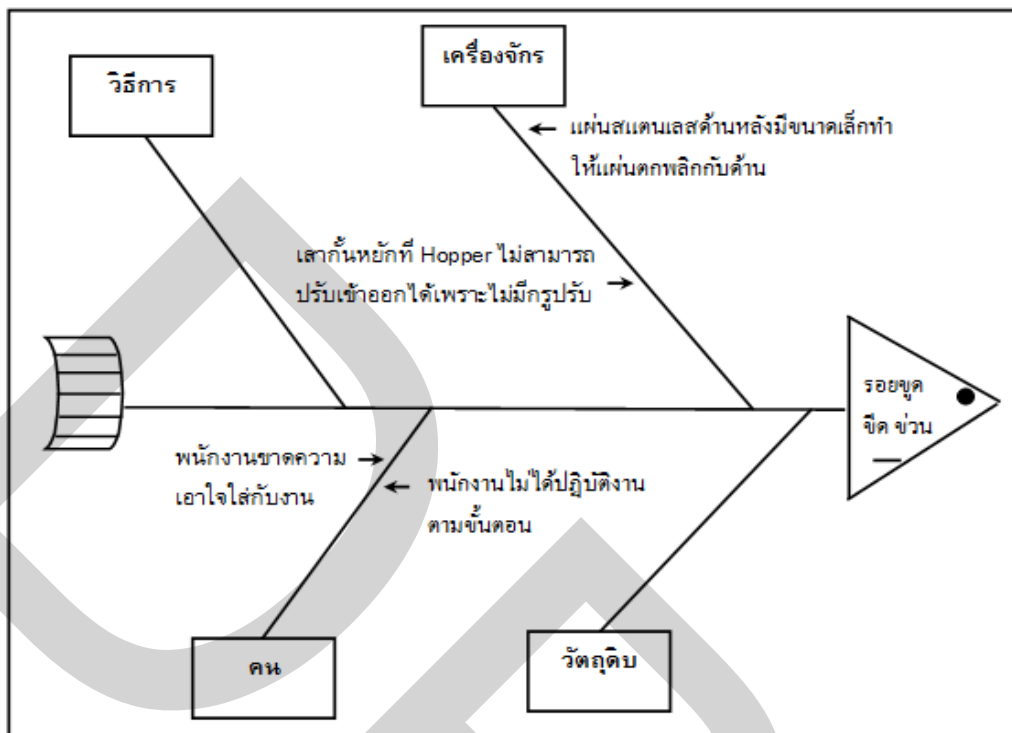 วิธีการ
เครื่องจักร
แผ่นสแตนเลสด้านหลังมีขนาดเล็กทำ
ให้แผ่นตกพลิกกับด้าน
เสากั้นหยักที่ Hopper ไม่สามารถ
ปรับเข้าออกได้เพราะไม่มีกรูปรับ
รอยขูด
ขีด ข่วน
พนักงานขาดความ
เอาใจใส่กับงาน
พนักงานไม่ได้ปฏิบัติงาน
ตามขั้นตอน
คน
วัตถุดิบ